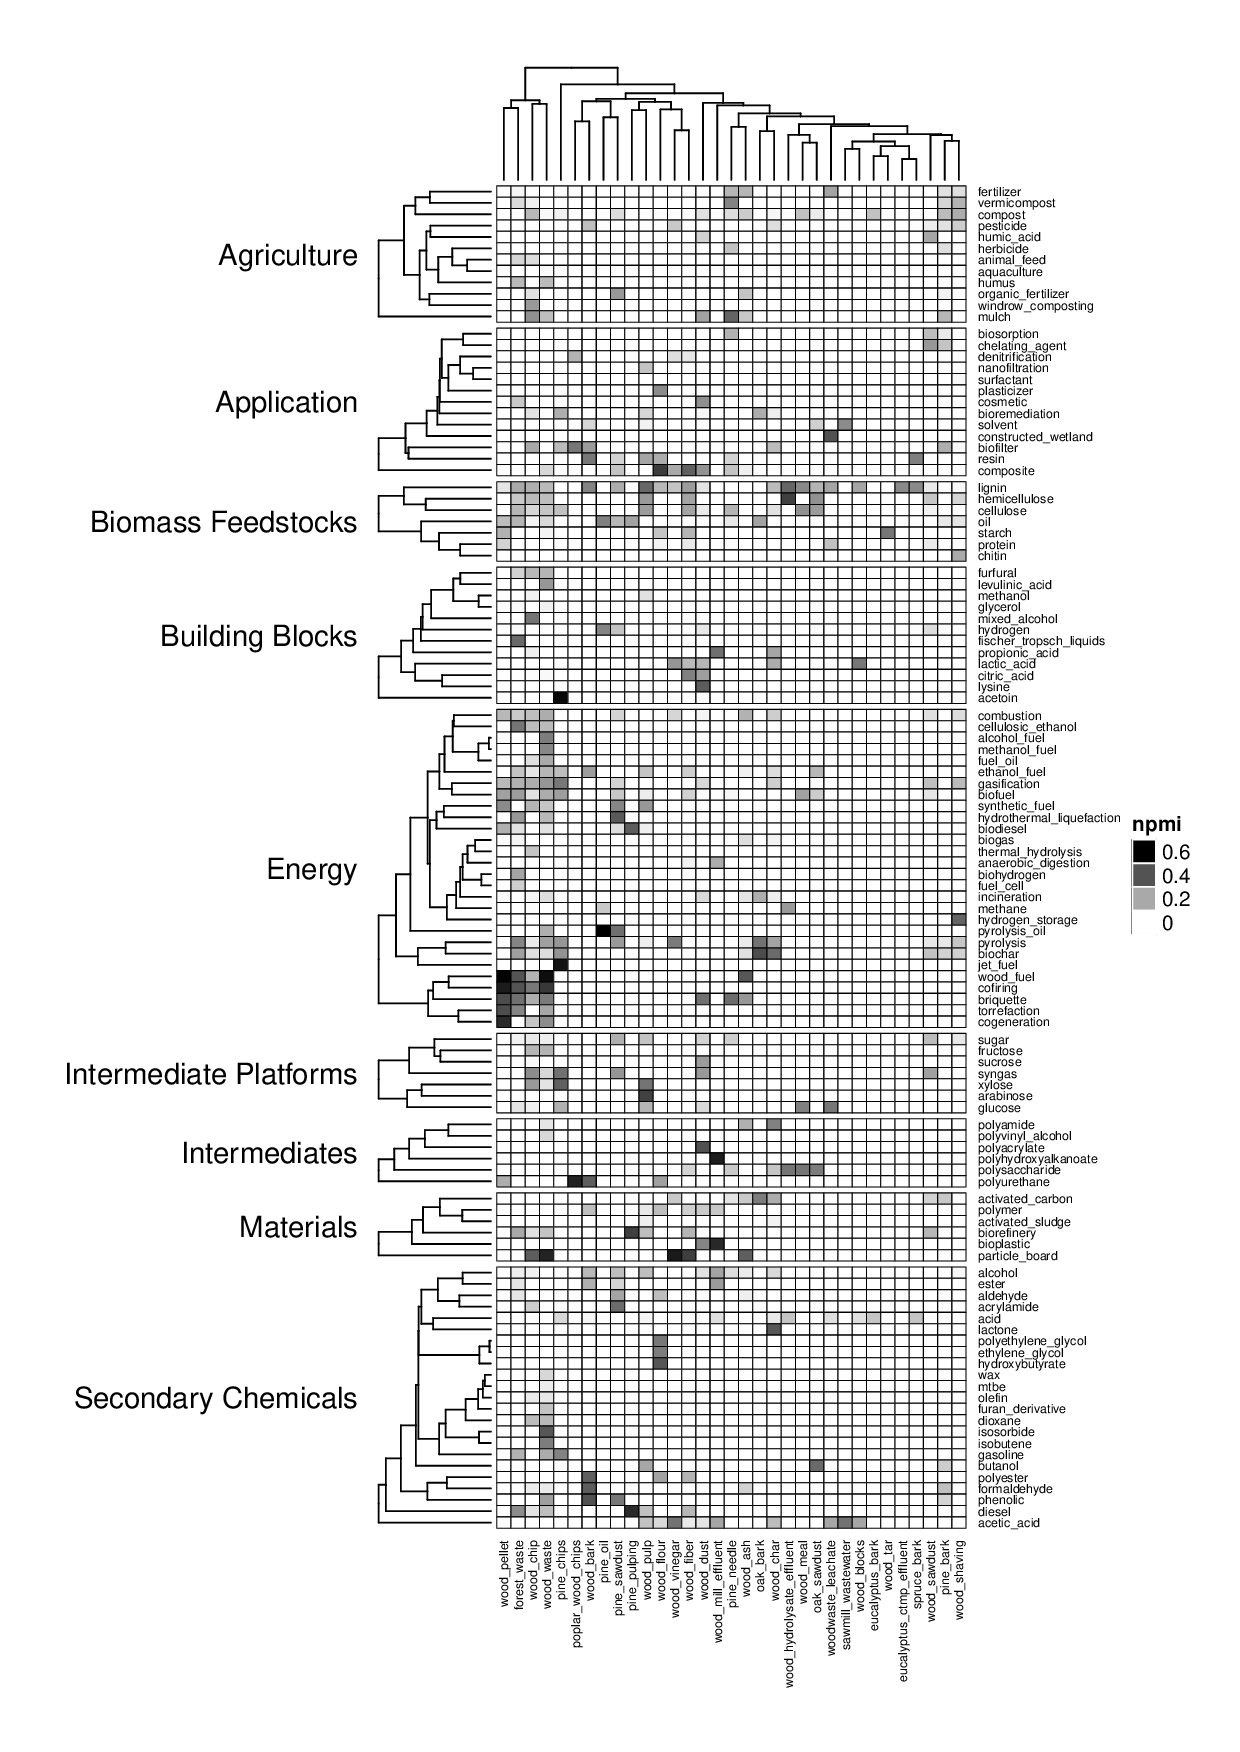 Agriculture
fertilizer
vermicompost
compost
pesticide
humic_acid
herbicide
animal_feed
aquaculture
humus
organic_fertilizer
windrow_composting
mulch
Application
biosorption
chelating_agent
denitrification
nanofiltration
surfactant
plasticizer
cosmetic
bioremediation
solvent
constructed_wetland
biofilter
resin
composite
Biomass Feedstocks
lignin
hemicellulose
cellulose
oil
starch
protein
chitin
Building Blocks
furfural
levulinic_acid
methanol
glycerol
mixed_alcohol
hydrogen
fischer_tropsch_liquids
propionic_acid
lactic_acid
citric_acid
lysine
acetoin
Energy
combustion
cellulosic_ethanol
alcohol_fuel
methanol_fuel
fuel_oil
ethanol_fuel
gasification
biofuel
synthetic_fuel
hydrothermal_liquefaction
biodiesel
biogas
thermal_hydrolysis
anaerobic_digestion
biohydrogen
fuel_cell
incineration
methane
hydrogen_storage
pyrolysis_oil
pyrolysis
biochar
jet_fuel
wood_fuel
cofiring
briquette
torrefaction
cogeneration
npmi
0.6
0.4
0.2
0
Intermediate Platforms
sugar
fructose
sucrose
syngas
xylose
arabinose
glucose
Intermediates
polyamide
polyvinyl_alcohol
polyacrylate
polyhydroxyalkanoate
polysaccharide
polyurethane
Materials
activated_carbon
polymer
activated_sludge
biorefinery
bioplastic
particle_board
Secondary Chemicals
alcohol
ester
aldehyde
acrylamide
acid
lactone
polyethylene_glycol
ethylene_glycol
hydroxybutyrate
wax
mtbe
olefin
furan_derivative
dioxane
isosorbide
isobutene
gasoline
butanol
polyester
formaldehyde
phenolic
diesel
acetic_acid
wood_pellet
forest_waste
wood_chip
wood_waste
pine_chips
poplar_wood_chips
wood_bark
pine_oil
pine_sawdust
pine_pulping
wood_pulp
wood_flour
wood_vinegar
wood_fiber
wood_dust
wood_mill_effluent
pine_needle
wood_ash
oak_bark
wood_char
wood_hydrolysate_effluent
wood_meal
oak_sawdust
woodwaste_leachate
sawmill_wastewater
wood_blocks
eucalyptus_bark
wood_tar
eucalyptus_ctmp_effluent
spruce_bark
wood_sawdust
pine_bark
wood_shaving